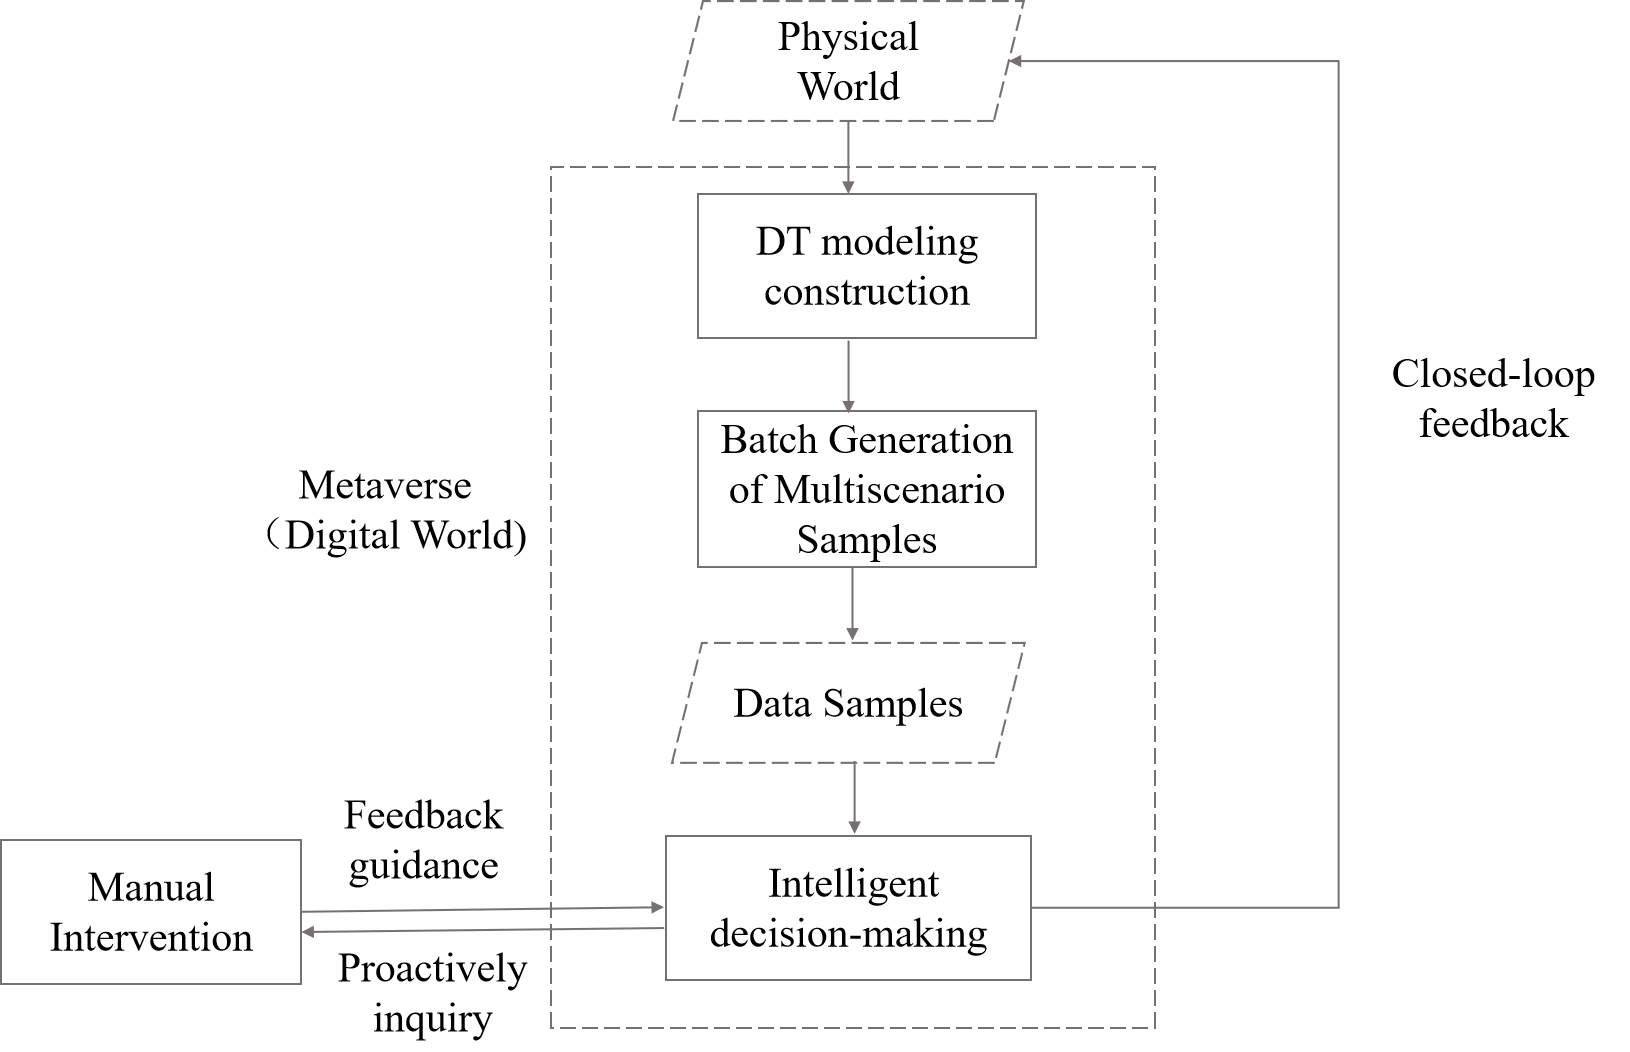 Physical
World
DT modeling
construction
Closed-loop
feedback
Batch Generation
of Multiscenario
Samples
Metaverse
（Digital World)
Data Samples
Feedback
guidance
Manual
Intervention
Intelligent
decision-making
Proactively
inquiry